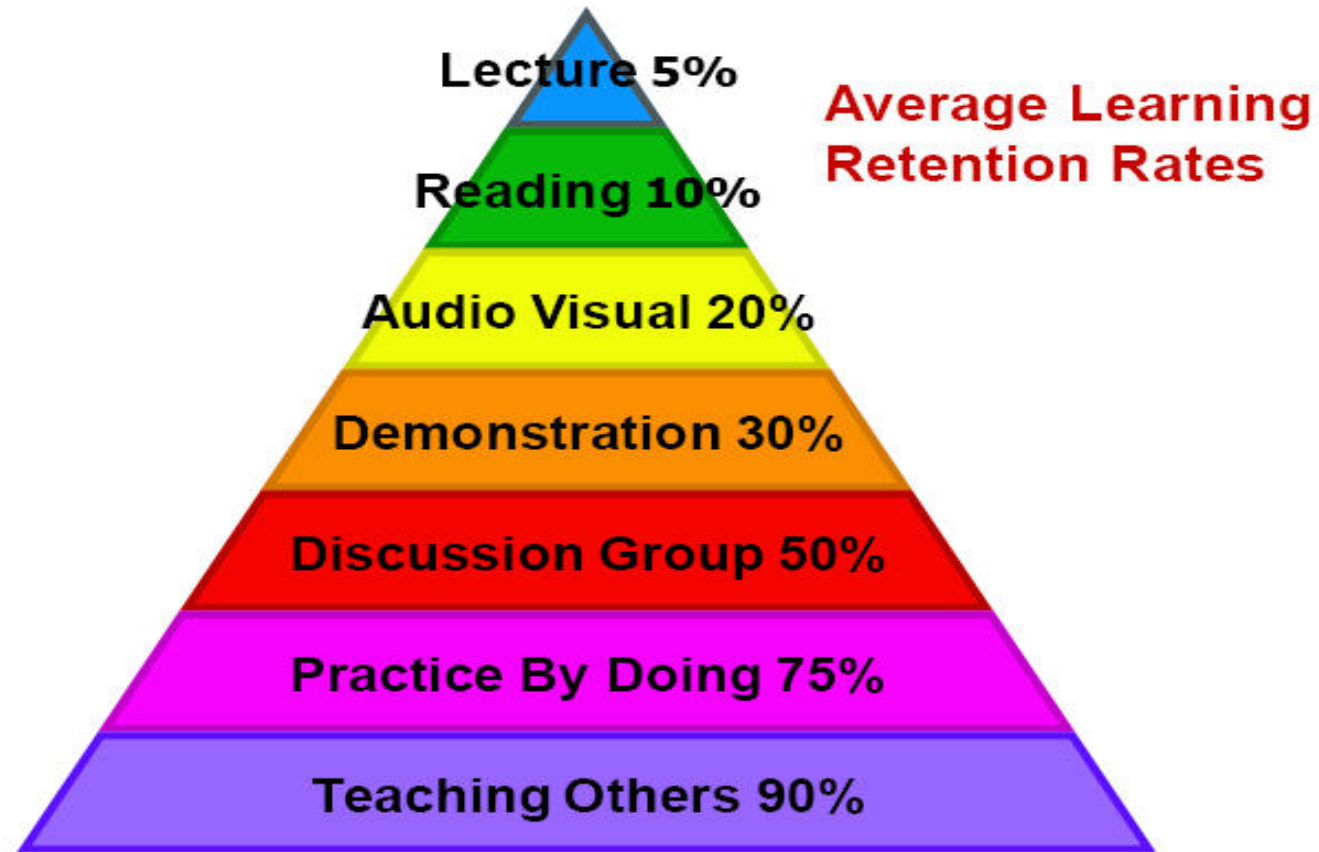 Lecture 5%
Average Learning
Retention Rates
Reading 10%
Audio Visual 20%
Demonstration 30%
Discussion Group 50%
Practice By Doing 75%
Teaching Others 90%